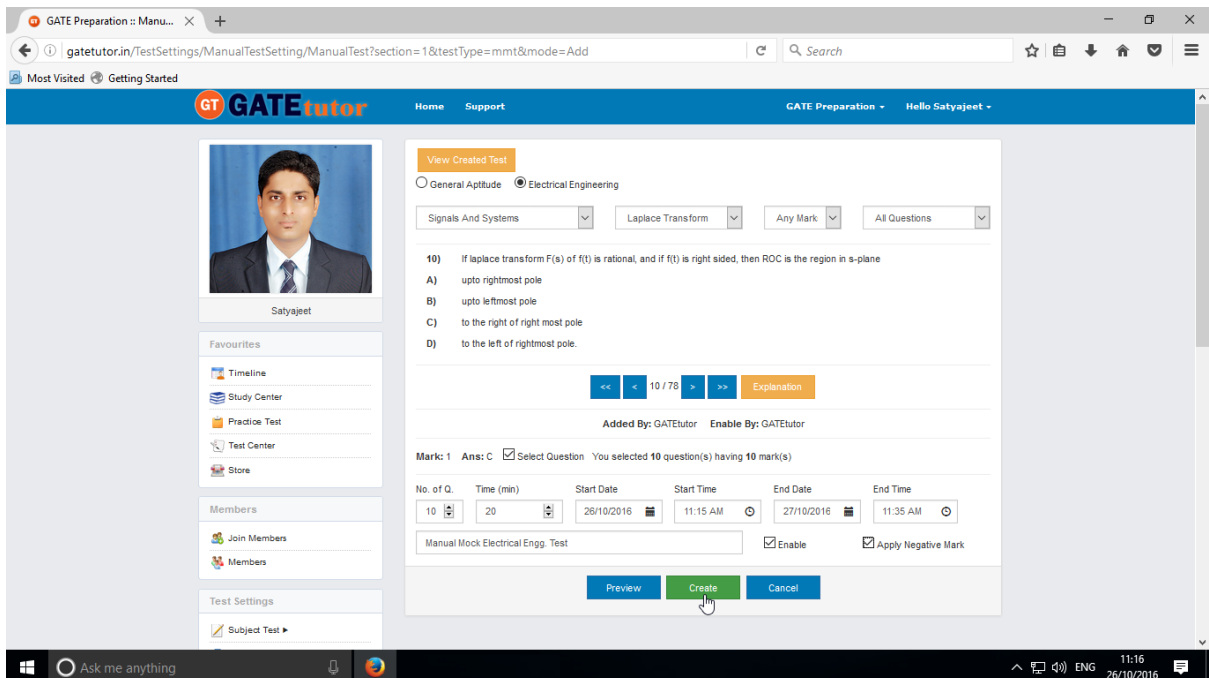 GATE Preparation :: Manu...
gatetutor.in/TestSettings/ManualTestSetting/ManualTest?section=1&testType=mmt&mode=Add
Search
Most Visited Getting Started
GT GATEtutor Home Support GATE Preparation Hello Satyajeet
Satyajeet
Favourites
Timeline
Study Center
Practice Test
Test Center
Store
Members
Join Members
Members
Test Settings
Subject Test
View Created Test
General Aptitude Electrical Engineering
Signals And Systems Laplace Transform Any Mark All Questions
10) If laplace transform F(s) of f(t) is rational, and if f(t) is right sided, then ROC is the region in s-plane
A) upto rightmost pole
B) upto leftmost pole
C) to the right of right most pole
D) to the left of rightmost pole.
<< < 10 / 78 > >> Explanation
Added By: GATEtutor Enable By: GATEtutor
Mark: 1 Ans: C Select Question You selected 10 question(s) having 10 mark(s)
No. of Q. Time (min) Start Date Start Time End Date End Time
10 20 26/10/2016 11:15 AM 27/10/2016 11:35 AM
Manual Mock Electrical Engg. Test Enable Apply Negative Mark
Preview Create Cancel
Ask me anything ENG 11:16
26/10/2016